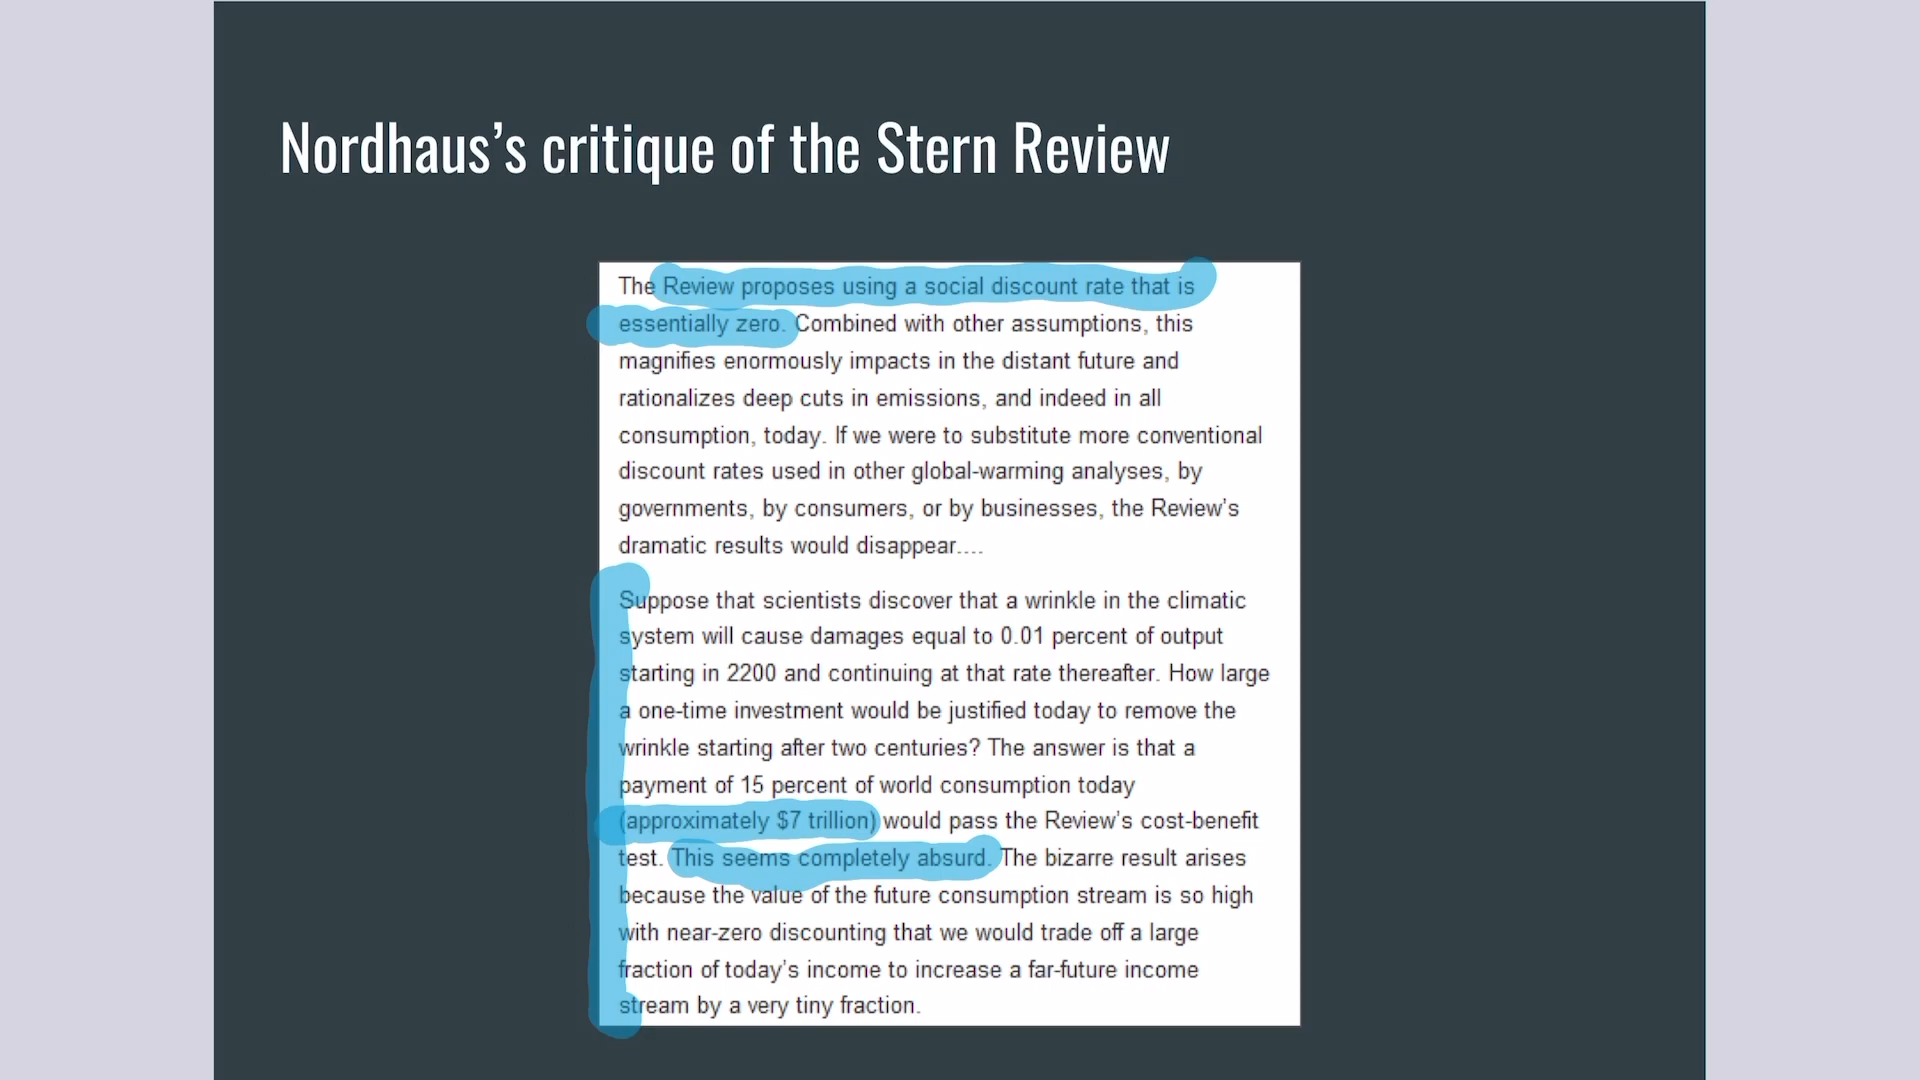 Nordhaus’s critique of the Stern Review
The Review proposes using a social discount rate that is
essentially zero. Combined with other assumptions, this
magnifies enormously impacts in the distant future and
rationalizes deep cuts in emissions, and indeed in all
consumption, today. If we were to substitute more conventional
discount rates used in other global-warming analyses, by
governments, by consumers, or by businesses, the Review’s
dramatic results would disappear....
Suppose that scientists discover that a wrinkle in the climatic
system will cause damages equal to 0.01 percent of output
starting in 2200 and continuing at that rate thereafter. How large
a one-time investment would be justified today to remove the
wrinkle starting after two centuries? The answer is that a
payment of 15 percent of world consumption today
(approximately $7 trillion) would pass the Review’s cost-benefit
test. This seems completely absurd. The bizarre result arises
because the value of the future consumption stream is so high
with near-zero discounting that we would trade off a large
fraction of today’s income to increase a far-future income
stream by a very tiny fraction.